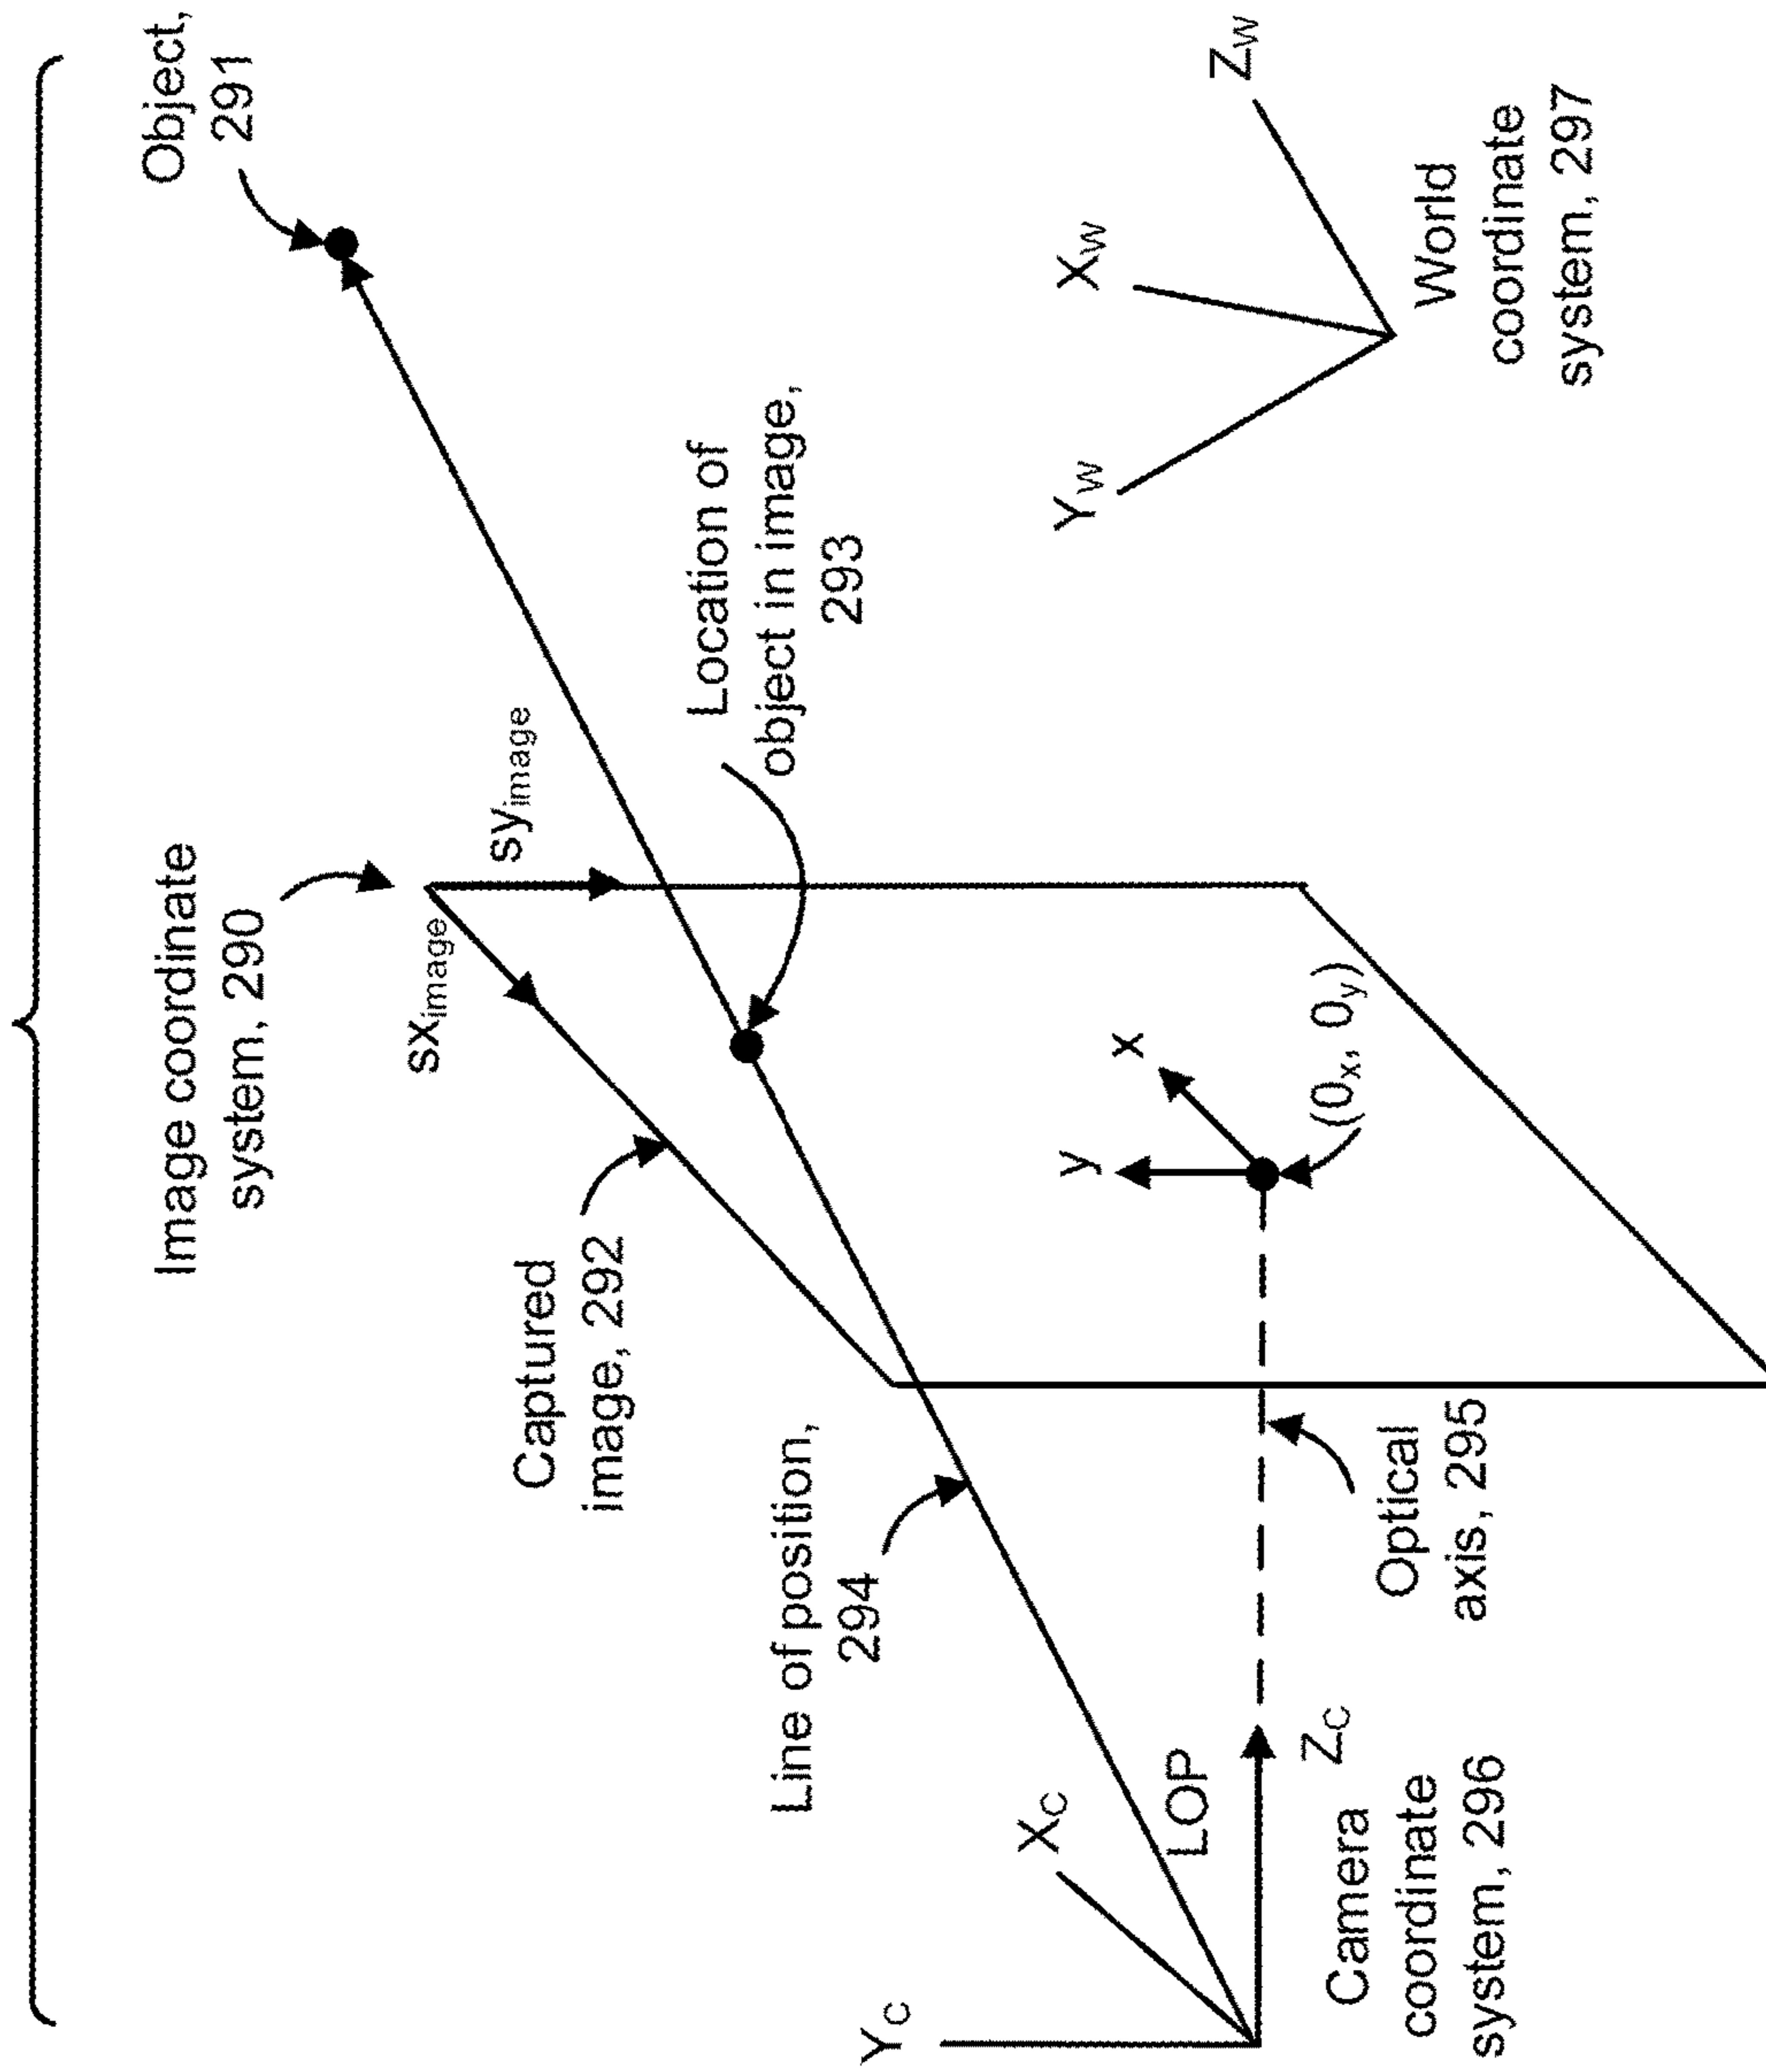 Object,
291
Image coordinate
system, 290
sx_image
sy_image
Captured
image, 292
Location of
object in image,
293
Line of position,
294
Y_C
X_C
LOP
Z_C
y
x
(0_x, 0_y)
Optical
axis, 295
Camera
coordinate
system, 296
Y_W
X_W
Z_W
World
coordinate
system, 297